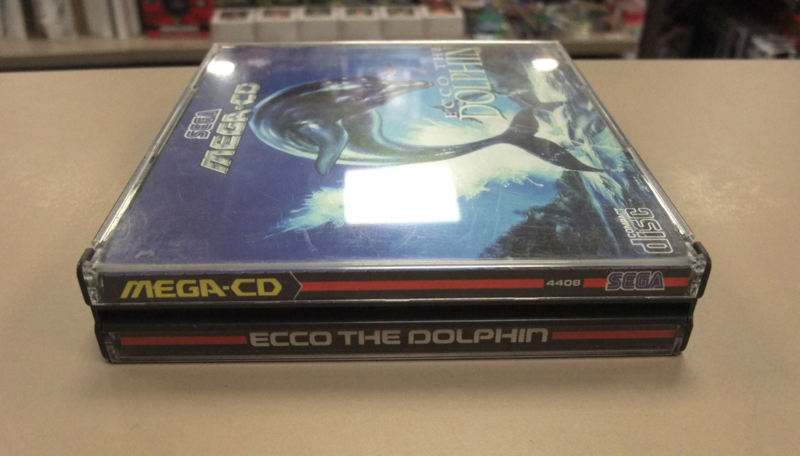 SEGA
MEGA-CD
ECCO THE
DOLPHIN
COMPACT
disc
MEGA-CD
4408
SEGA
ECCO THE DOLPHIN